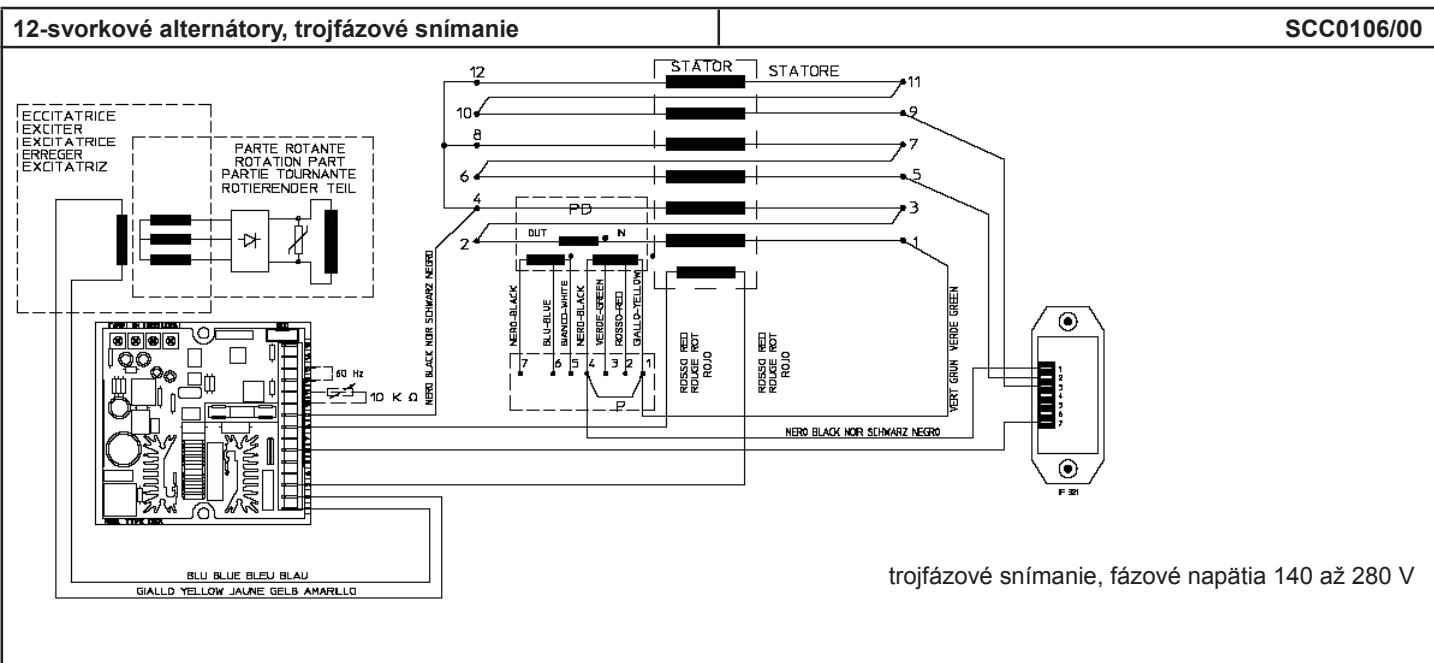 12-svorkové alternátory, trojfázové snímanie
SCC0106/00
ECCITATRICE
EXCITER
EXCITATRICE
ERREGER
EXCITATRIZ
PARTE ROTANTE
ROTATION PART
PARTIE TOURNANTE
ROTIERENDER TEIL
STATOR
STATORE
12
11
10
9
8
7
6
5
4
3
2
1
PD
OUT
IN
NERO-BLACK
BLU-BLUE
BIANCO-WHITE
NERO-BLACK
VERDE-GREEN
ROSSO-RED
GIALLO-YELLOW
7
6
5
4
3
2
1
P
NERO BLACK NOIR SCHWARZ NEGRO
ROSSO RED
ROUGE ROT
ROJO
ROSSO RED
ROUGE ROT
ROJO
VERT GRUN VERDE GREEN
60 Hz
10 K Ω
NERO BLACK NOIR SCHWARZ NEGRO
1
2
3
4
5
6
7
BLU BLUE BLEU BLAU
GIALLO YELLOW JAUNE GELB AMARILLO
trojfázové snímanie, fázové napätia 140 až 280 V